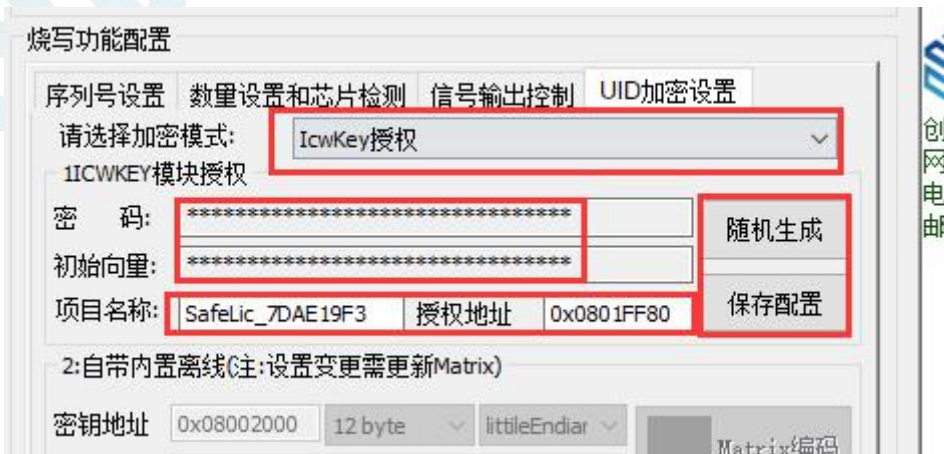 烧写功能配置
序列号设置 数量设置和芯片检测 信号输出控制 UID加密设置
请选择加密模式: IcwKey授权
1ICWKEY模块授权
密 码: ********************************
随机生成
初始向量: ********************************
项目名称: SafeLic_7DAE19F3 授权地址 0x0801FF80
保存配置
2:自带内置离线(注:设置变更需更新Matrix)
密钥地址 0x08002000 12 byte littileEndiar
Matrix编码
创
网
电
邮